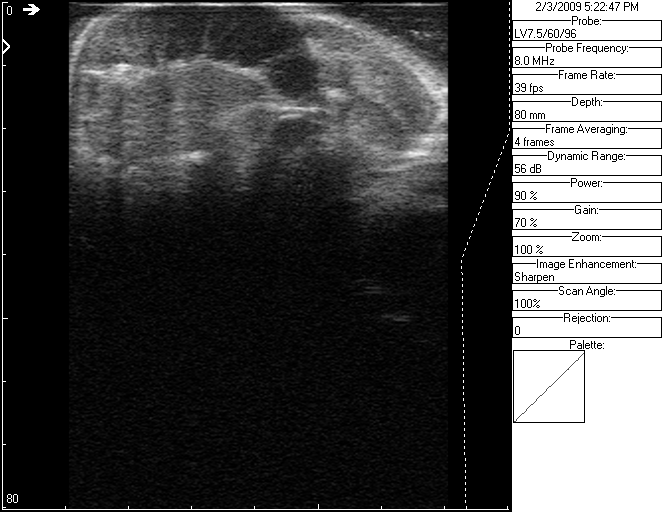 0
80
2/3/2009 5:22:47 PM
Probe:
LV7.5/60/96
Probe Frequency:
8.0 MHz
Frame Rate:
39 fps
Depth:
80 mm
Frame Averaging:
4 frames
Dynamic Range:
56 dB
Power:
90 %
Gain:
70 %
Zoom:
100 %
Image Enhancement:
Sharpen
Scan Angle:
100%
Rejection:
0
Palette: